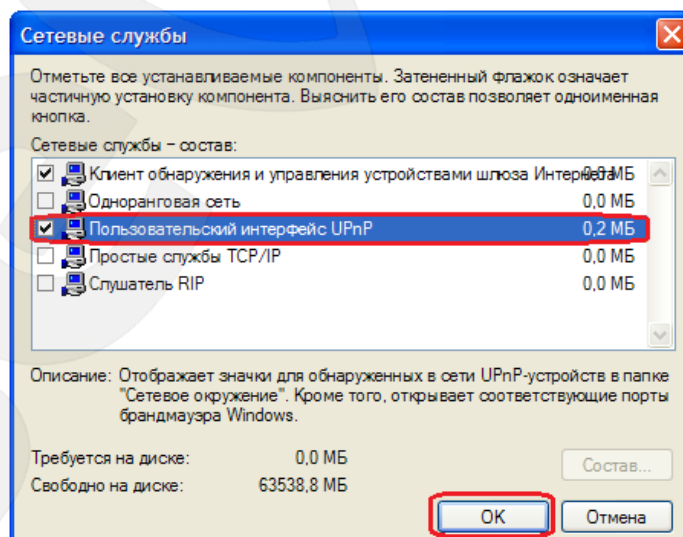 Сетевые службы
Отметьте все устанавливаемые компоненты. Затененный флажок означает
частичную установку компонента. Выяснить его состав позволяет одноименная
кнопка.
Сетевые службы - состав:
Клиент обнаружения и управления устройствами шлюза Интернета 0,0 МБ
Одноранговая сеть 0,0 МБ
Пользовательский интерфейс UPnP 0,2 МБ
Простые службы TCP/IP 0,0 МБ
Слушатель RIP 0,0 МБ
Описание: Отображает значки для обнаруженных в сети UPnP-устройств в папке
"Сетевое окружение". Кроме того, открывает соответствующие порты
брандмауэра Windows.
Требуется на диске: 0,0 МБ
Состав...
Свободно на диске: 63538,8 МБ
OK Отмена